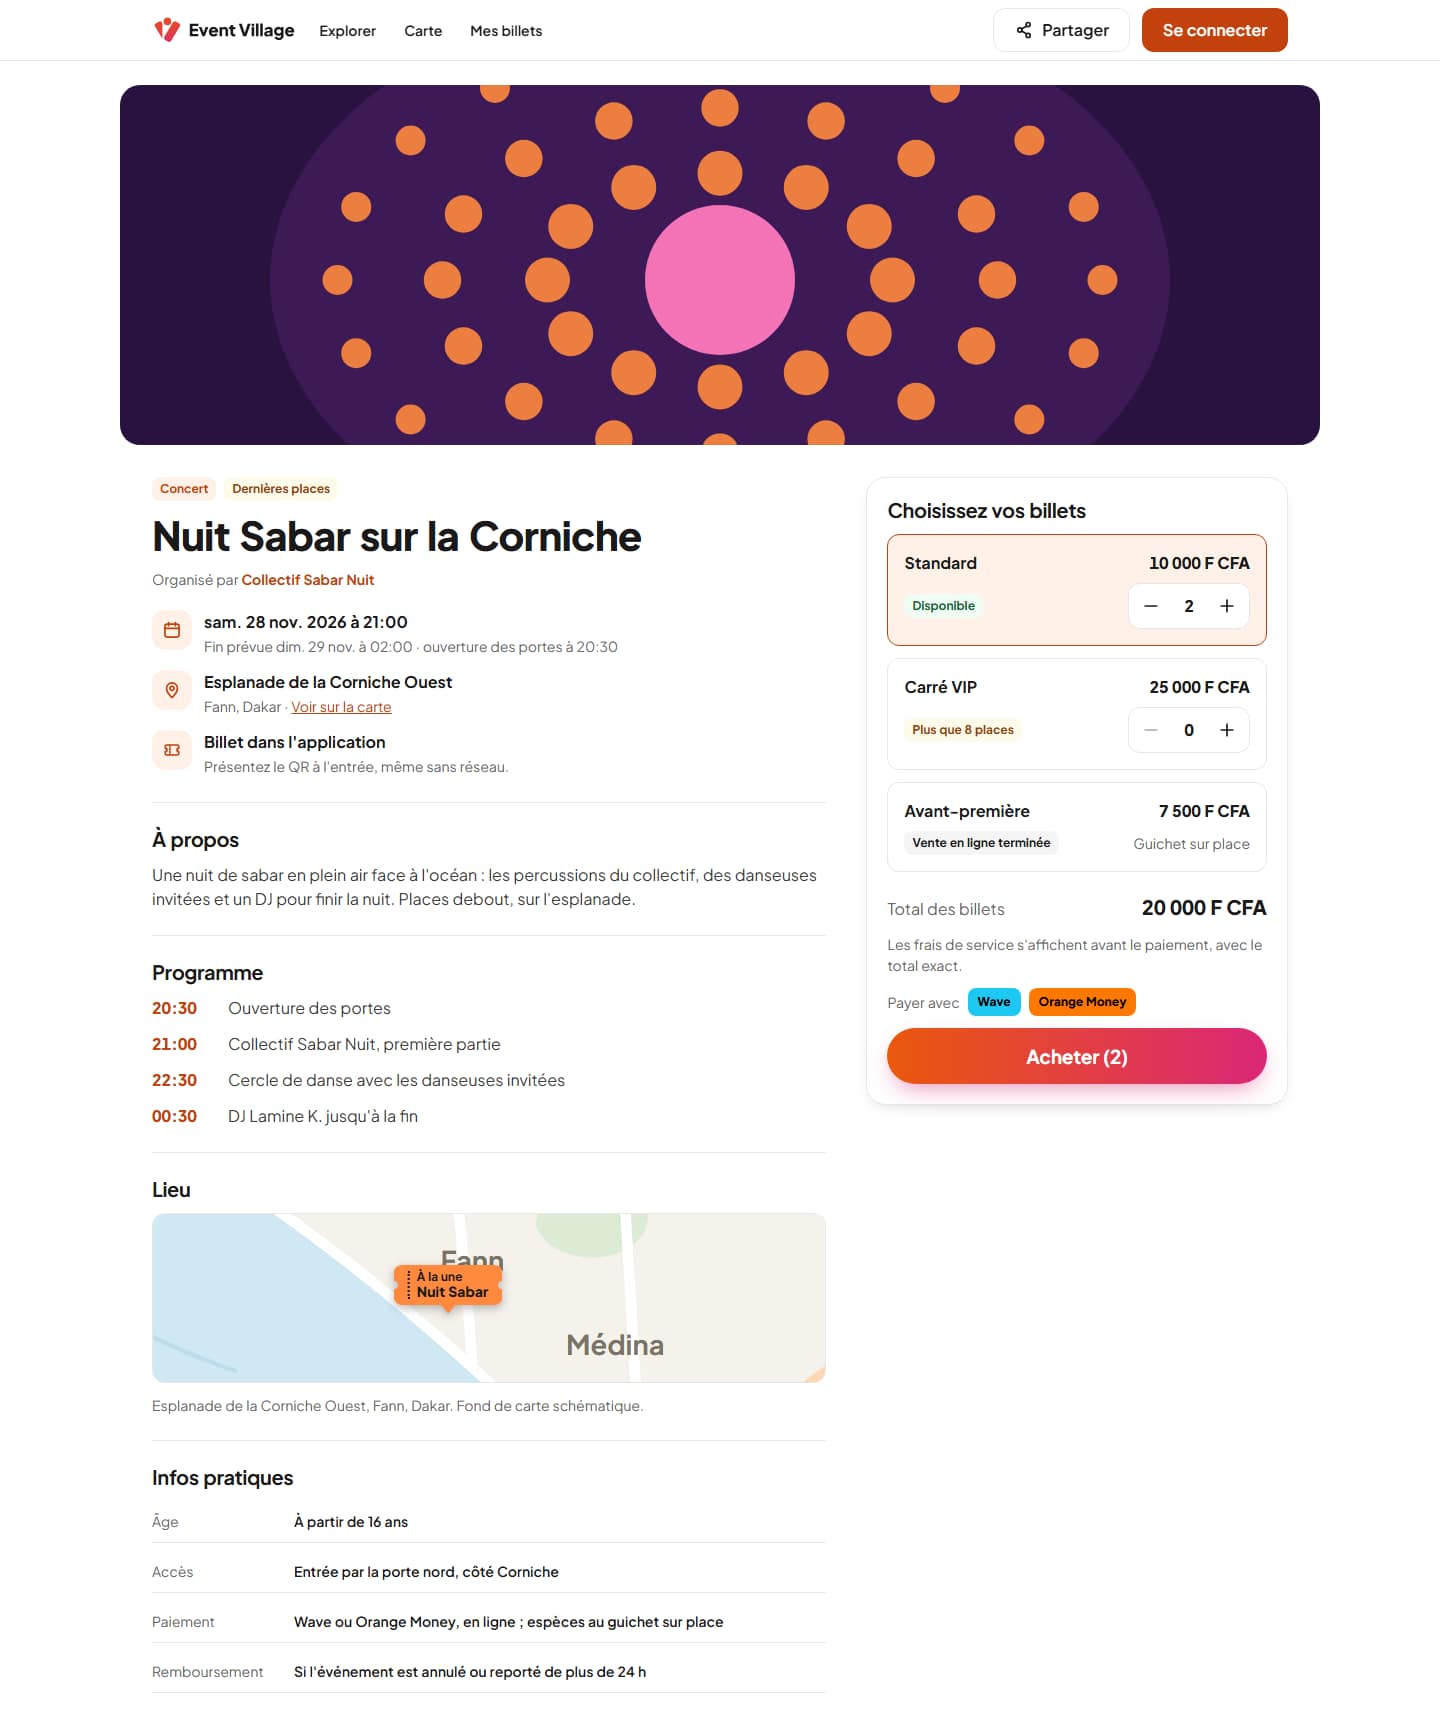 Event Village
Explorer
Carte
Mes billets
Partager
Se connecter
Concert
Dernières places
Nuit Sabar sur la Corniche
Organisé par Collectif Sabar Nuit
sam. 28 nov. 2026 à 21:00
Fin prévue dim. 29 nov. à 02:00 · ouverture des portes à 20:30
Esplanade de la Corniche Ouest
Fann, Dakar · Voir sur la carte
Billet dans l'application
Présentez le QR à l'entrée, même sans réseau.
À propos
Une nuit de sabar en plein air face à l'océan : les percussions du collectif, des danseuses
invitées et un DJ pour finir la nuit. Places debout, sur l'esplanade.
Programme
20:30 Ouverture des portes
21:00 Collectif Sabar Nuit, première partie
22:30 Cercle de danse avec les danseuses invitées
00:30 DJ Lamine K. jusqu'à la fin
Lieu
Fann
À la une
Nuit Sabar
Médina
Esplanade de la Corniche Ouest, Fann, Dakar. Fond de carte schématique.
Infos pratiques
Âge À partir de 16 ans
Accès Entrée par la porte nord, côté Corniche
Paiement Wave ou Orange Money, en ligne ; espèces au guichet sur place
Remboursement Si l'événement est annulé ou reporté de plus de 24 h
Choisissez vos billets
Standard 10 000 F CFA
Disponible 2
Carré VIP 25 000 F CFA
Plus que 8 places 0
Avant-première 7 500 F CFA
Vente en ligne terminée Guichet sur place
Total des billets 20 000 F CFA
Les frais de service s'affichent avant le paiement, avec le
total exact.
Payer avec Wave Orange Money
Acheter (2)